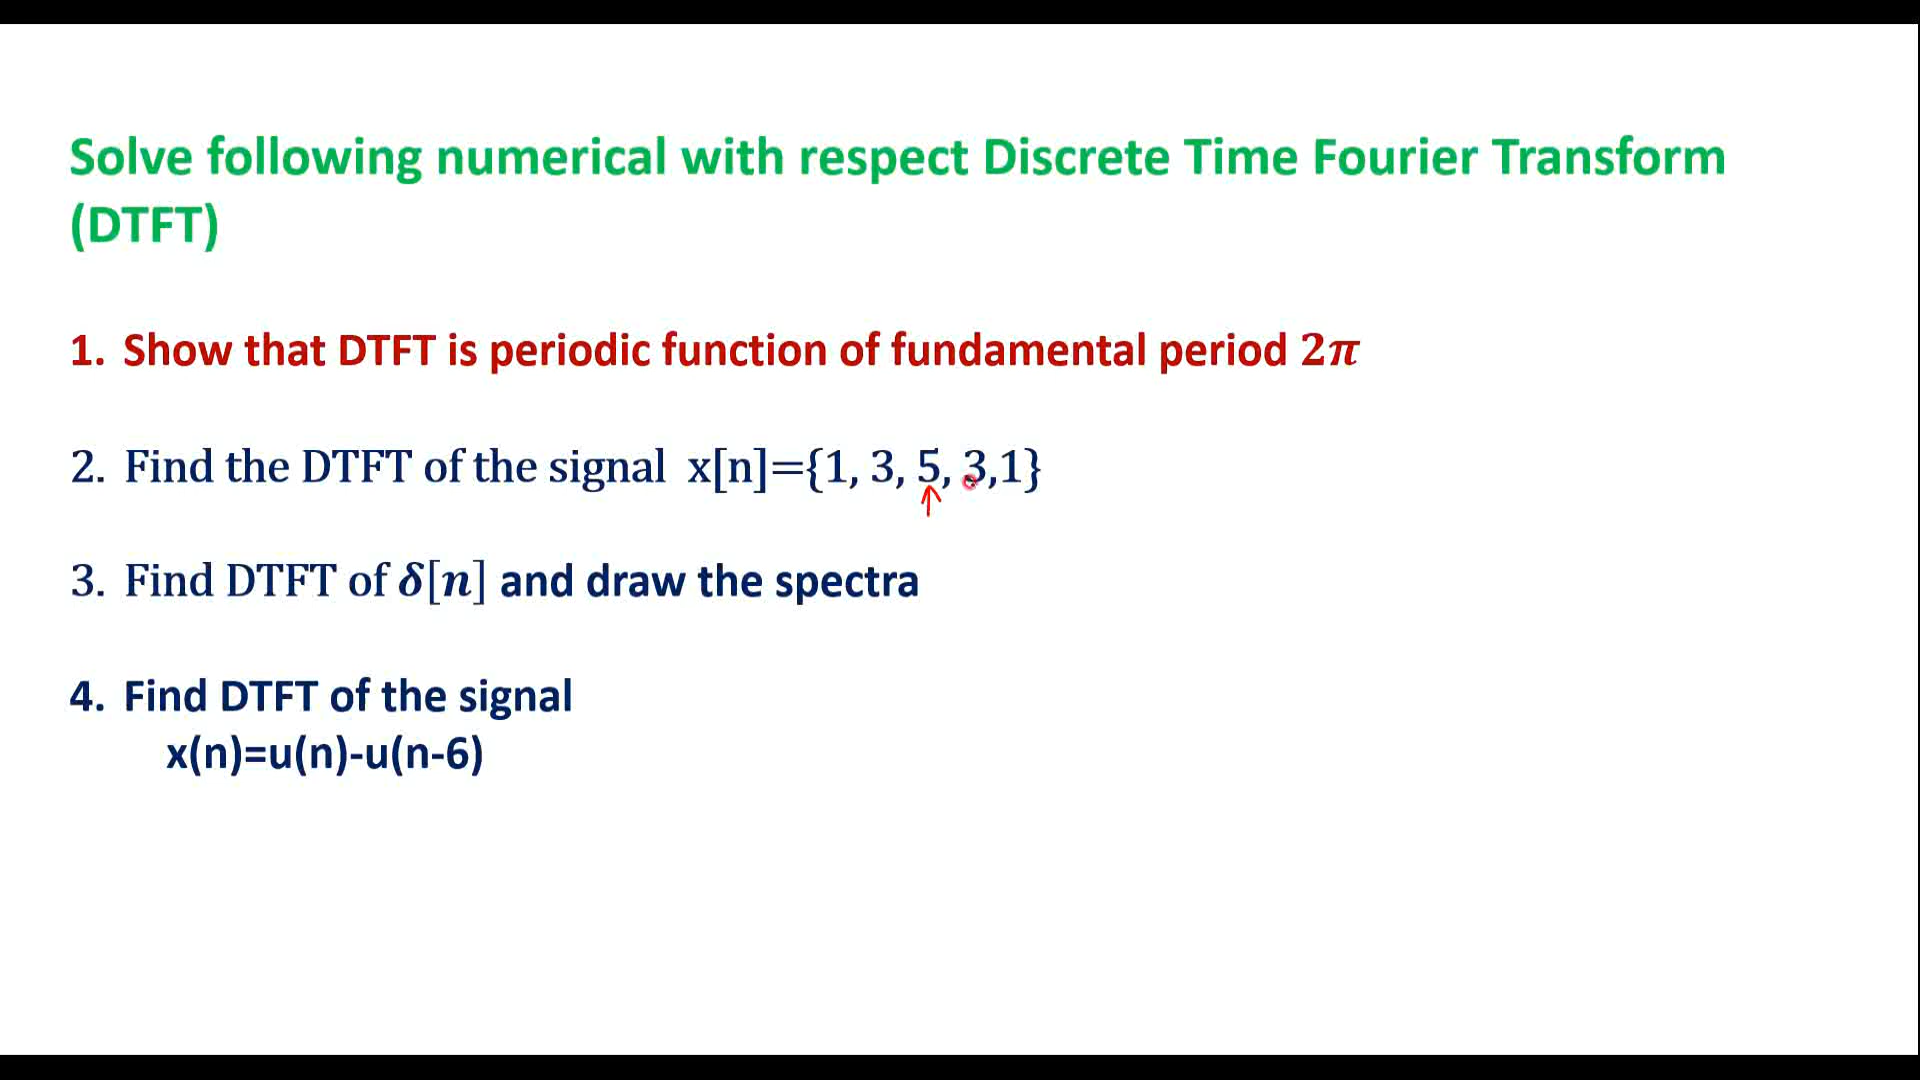 Solve following numerical with respect Discrete Time Fourier Transform
(DTFT)
1. Show that DTFT is periodic function of fundamental period 2π
2. Find the DTFT of the signal x[n]={1, 3, 5, 3,1}
3. Find DTFT of δ[n] and draw the spectra
4. Find DTFT of the signal
x(n)=u(n)-u(n-6)